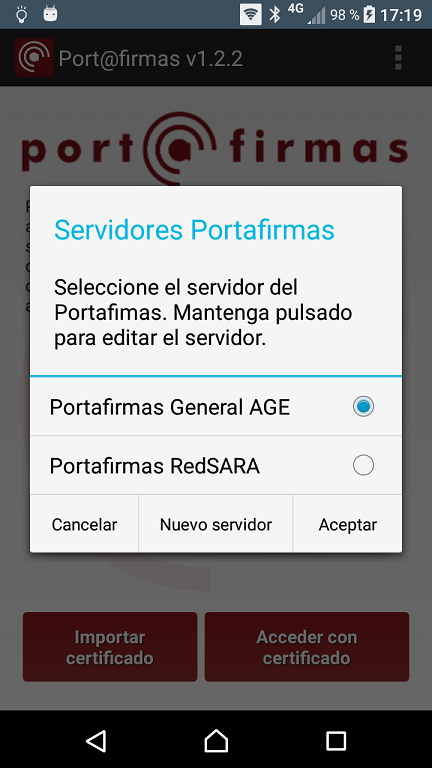 4G 98 % 17:19
Port@firmas v1.2.2
port@firmas
Servidores Portafirmas
Seleccione el servidor del
Portafimas. Mantenga pulsado
para editar el servidor.
Portafirmas General AGE
Portafirmas RedSARA
Cancelar
Nuevo servidor
Aceptar
Importar
certificado
Acceder con
certificado